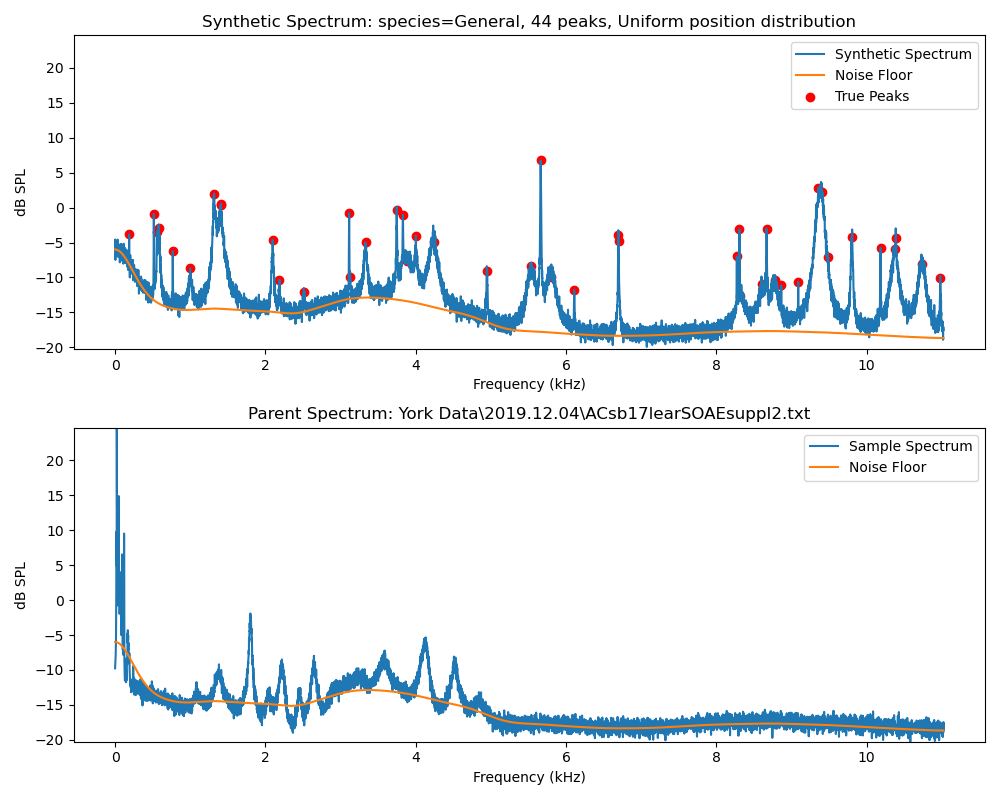 Synthetic Spectrum: species=General, 44 peaks, Uniform position distribution
Synthetic Spectrum
Noise Floor
True Peaks
dB SPL
20
15
10
5
0
−5
−10
−15
−20
0
2
4
6
8
10
Frequency (kHz)
Parent Spectrum: York Data\2019.12.04\ACsb17learSOAEsuppl2.txt
Sample Spectrum
Noise Floor
dB SPL
20
15
10
5
0
−5
−10
−15
−20
0
2
4
6
8
10
Frequency (kHz)